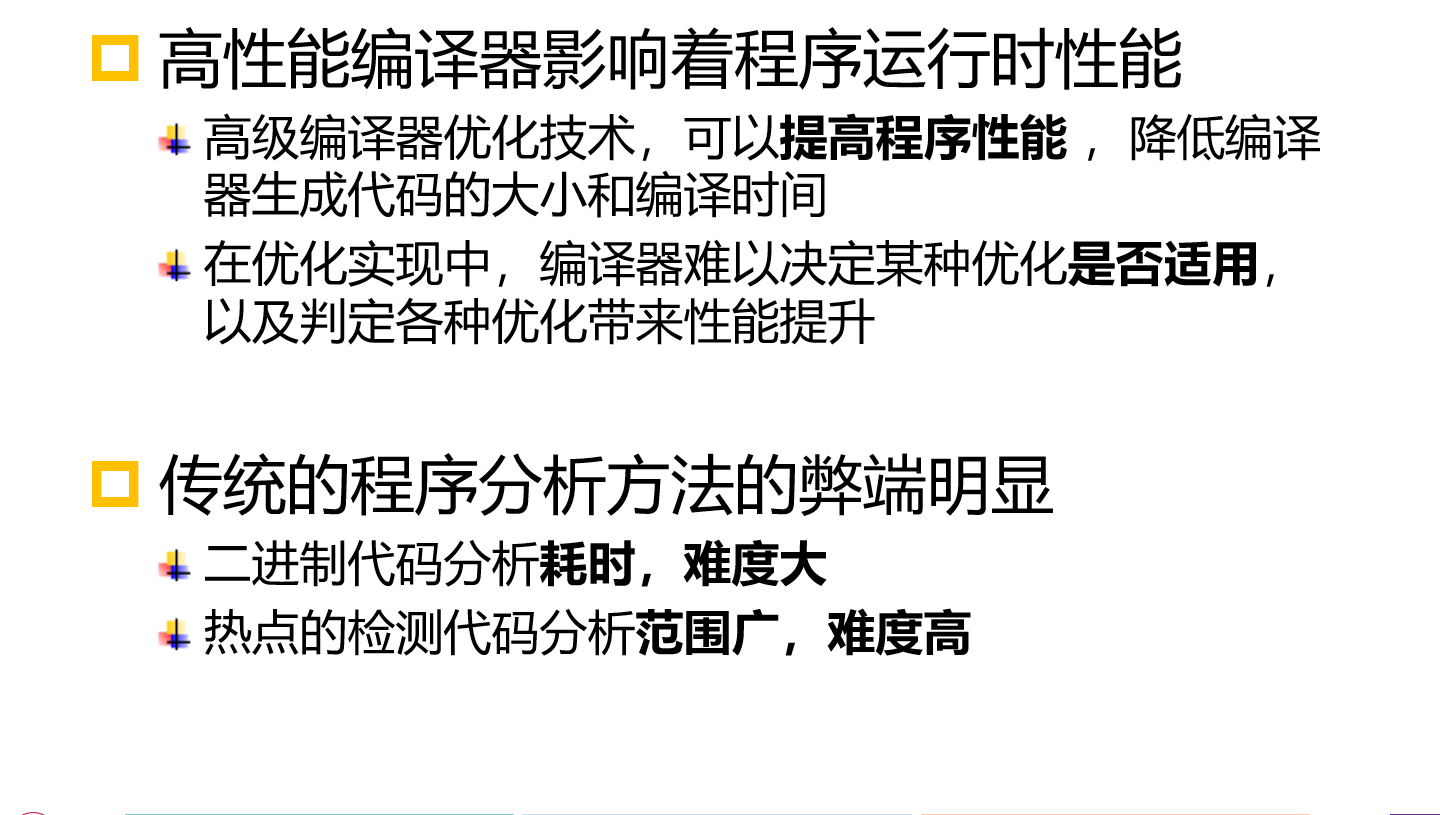 高性能编译器影响着程序运行时性能
高级编译器优化技术，可以提高程序性能 ，降低编译
器生成代码的大小和编译时间
在优化实现中，编译器难以决定某种优化是否适用，
以及判定各种优化带来性能提升
传统的程序分析方法的弊端明显
二进制代码分析耗时，难度大
热点的检测代码分析范围广，难度高